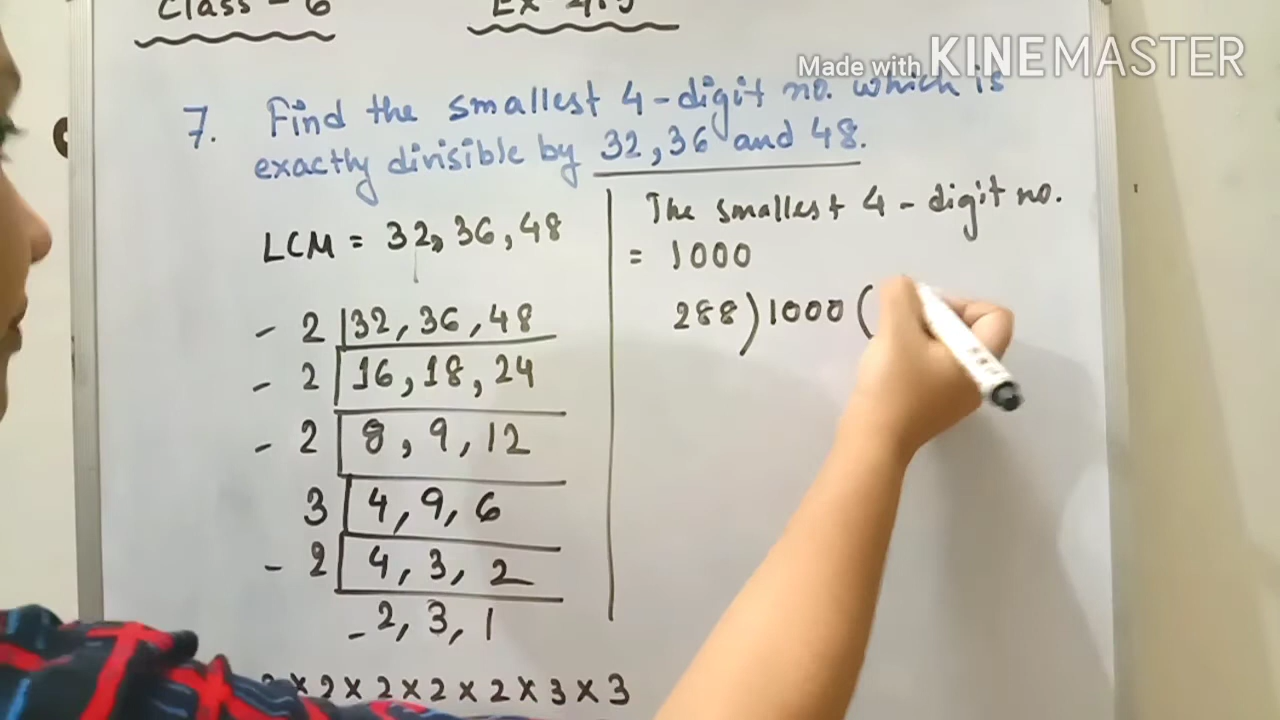 Class - 6
Ex 4.9
Made with KINEMASTER
7. Find the smallest 4-digit no. which is
exactly divisible by 32, 36 and 48.
LCM = 32, 36, 48
- 2 | 32, 36, 48
- 2 | 16, 18, 24
- 2 | 8, 9, 12
3 | 4, 9, 6
- 2 | 4, 3, 2
- 2, 3, 1
2 × 2 × 2 × 2 × 2 × 3 × 3
The smallest 4 - digit no.
= 1000
288) 1000 (